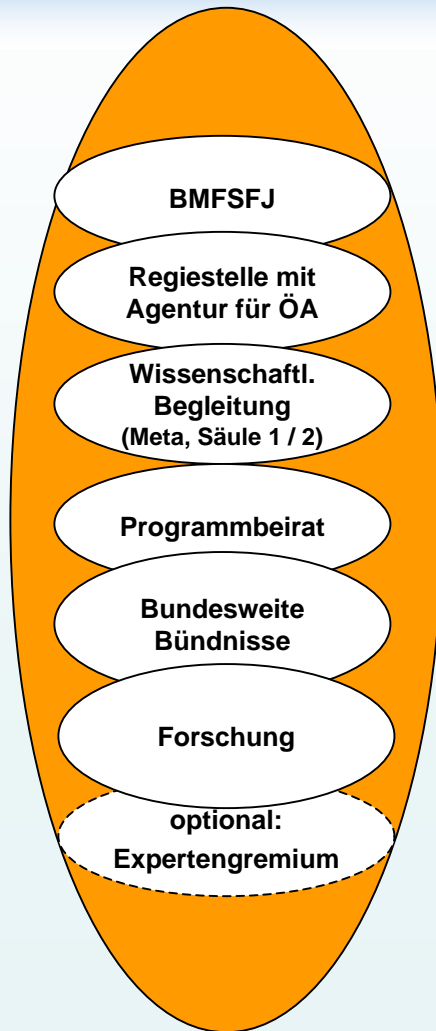 BMFSFJ
Regiestelle mit
Agentur für ÖA
Wissenschaftl.
Begleitung
(Meta, Säule 1 / 2)
Programmbeirat
Bundesweite
Bündnisse
Forschung
optional:
Expertengremium